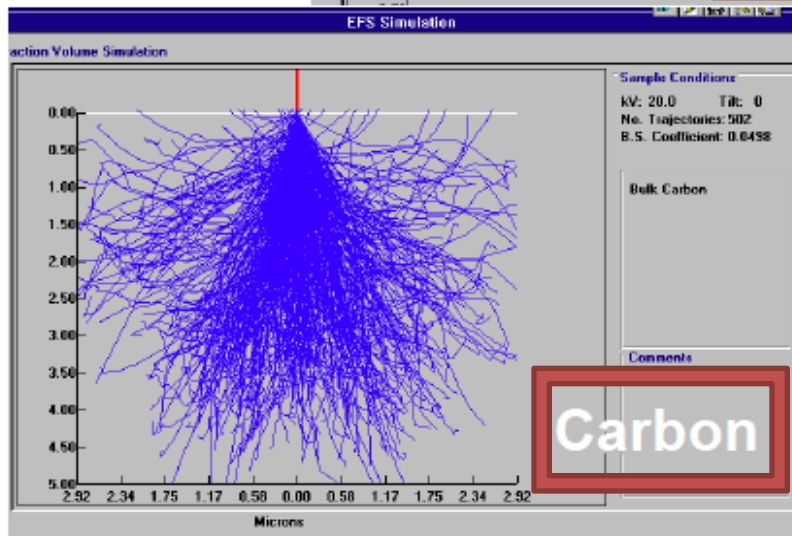 EFS Simulation
action Volume Simulation
Sample Conditions
kV: 20.0 Tilt: 0
No. Trajectories: 502
B.S. Coefficient: 0.0498
Bulk Carbon
Comments
Carbon
0.00
0.50
1.00
1.50
2.00
2.50
3.00
3.50
4.00
4.50
5.00
2.92 2.34 1.75 1.17 0.58 0.00 0.58 1.17 1.75 2.34 2.92
Microns